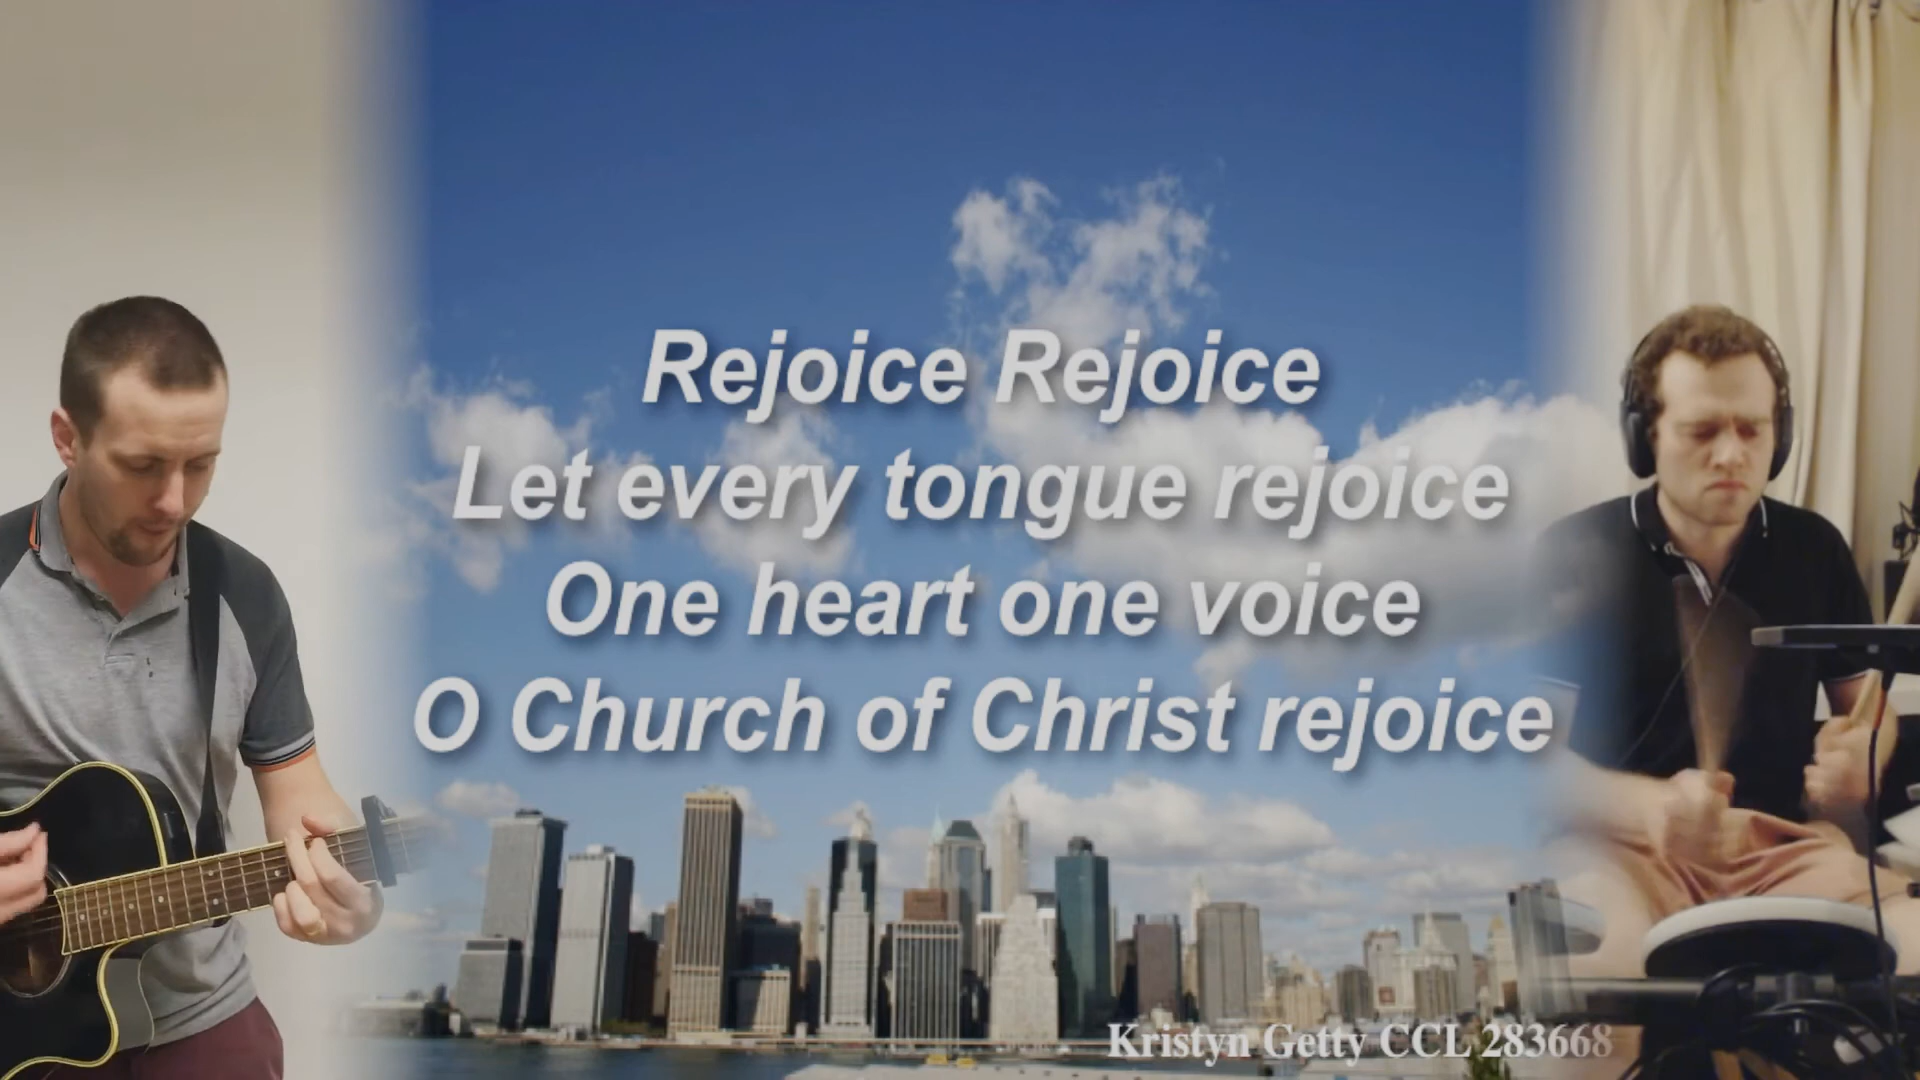 Rejoice Rejoice
Let every tongue rejoice
One heart one voice
O Church of Christ rejoice
Kristyn Getty CCL 283668